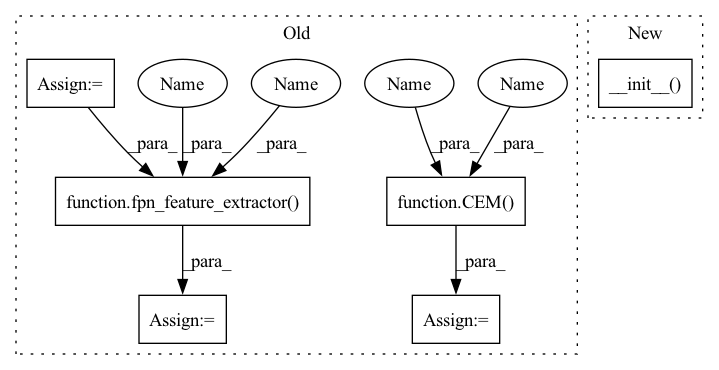 Old
New
Assign:=
Name
Name
Name
Name
__init__()
_para_
_para_
_para_
_para_
_para_
function.fpn_feature_extractor()
function.CEM()
_para_
_para_
Assign:=
Assign:=